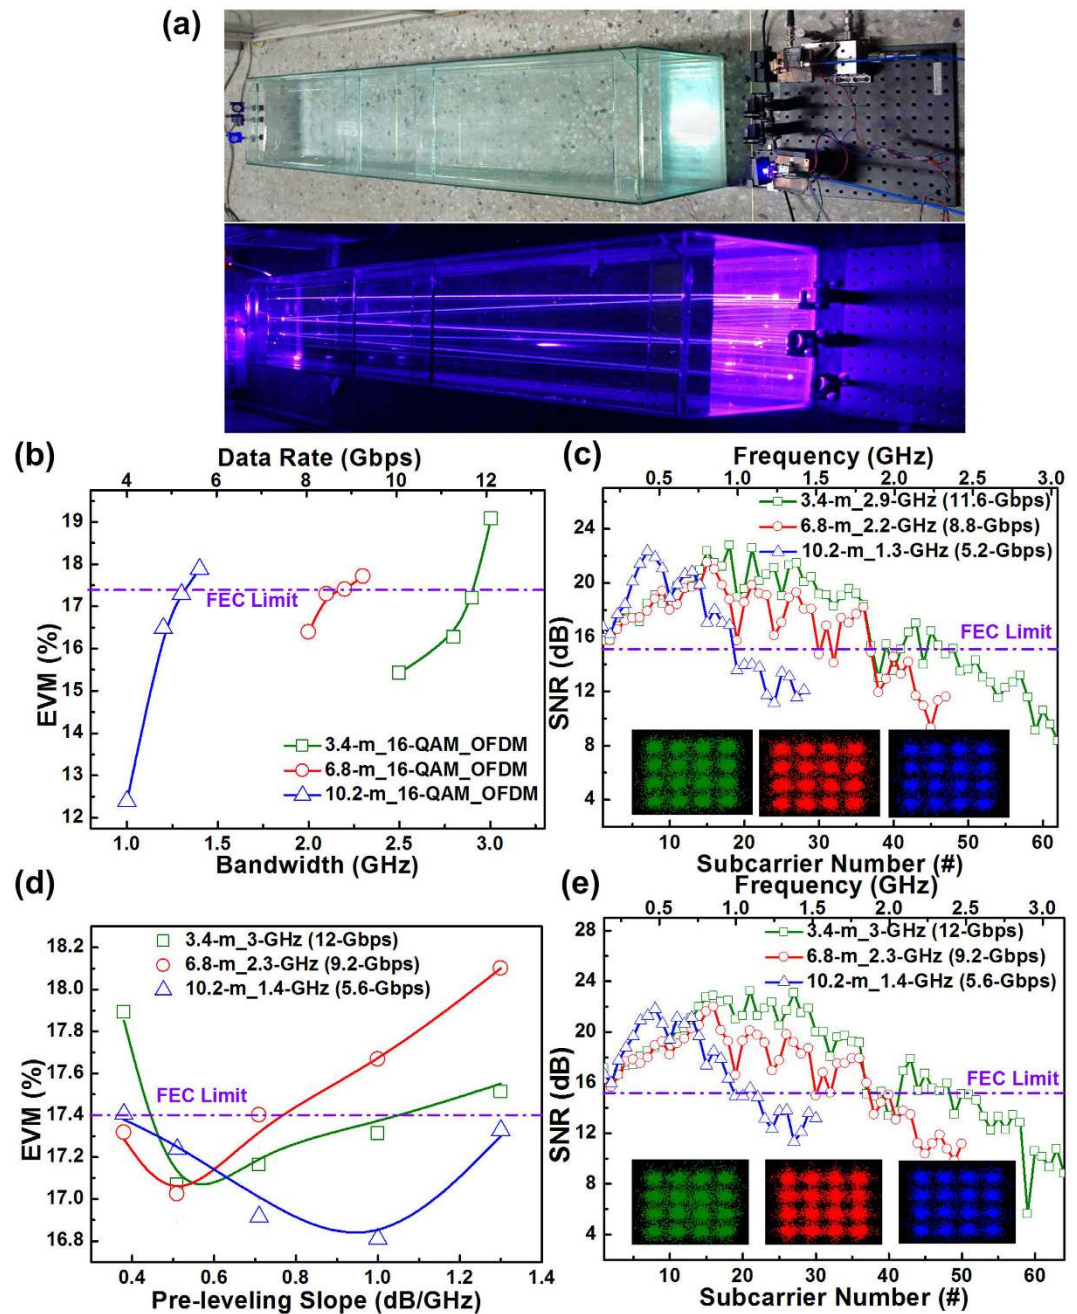 (a)
(b)
Data Rate (Gbps)
4 6 8 10 12
19
18
17
16
15
14
13
12
EVM (%)
FEC Limit
3.4-m_16-QAM_OFDM
6.8-m_16-QAM_OFDM
10.2-m_16-QAM_OFDM
1.0 1.5 2.0 2.5 3.0
Bandwidth (GHz)
(c)
Frequency (GHz)
0.5 1.0 1.5 2.0 2.5 3.0
3.4-m_2.9-GHz (11.6-Gbps)
6.8-m_2.2-GHz (8.8-Gbps)
10.2-m_1.3-GHz (5.2-Gbps)
24
20
16
12
8
4
SNR (dB)
FEC Limit
10 20 30 40 50 60
Subcarrier Number (#)
(d)
18.2
18.0
17.8
17.6
17.4
17.2
17.0
16.8
EVM (%)
3.4-m_3-GHz (12-Gbps)
6.8-m_2.3-GHz (9.2-Gbps)
10.2-m_1.4-GHz (5.6-Gbps)
FEC Limit
0.4 0.6 0.8 1.0 1.2 1.4
Pre-leveling Slope (dB/GHz)
(e)
Frequency (GHz)
0.5 1.0 1.5 2.0 2.5 3.0
28
24
20
16
12
8
4
SNR (dB)
3.4-m_3-GHz (12-Gbps)
6.8-m_2.3-GHz (9.2-Gbps)
10.2-m_1.4-GHz (5.6-Gbps)
FEC Limit
10 20 30 40 50 60
Subcarrier Number (#)